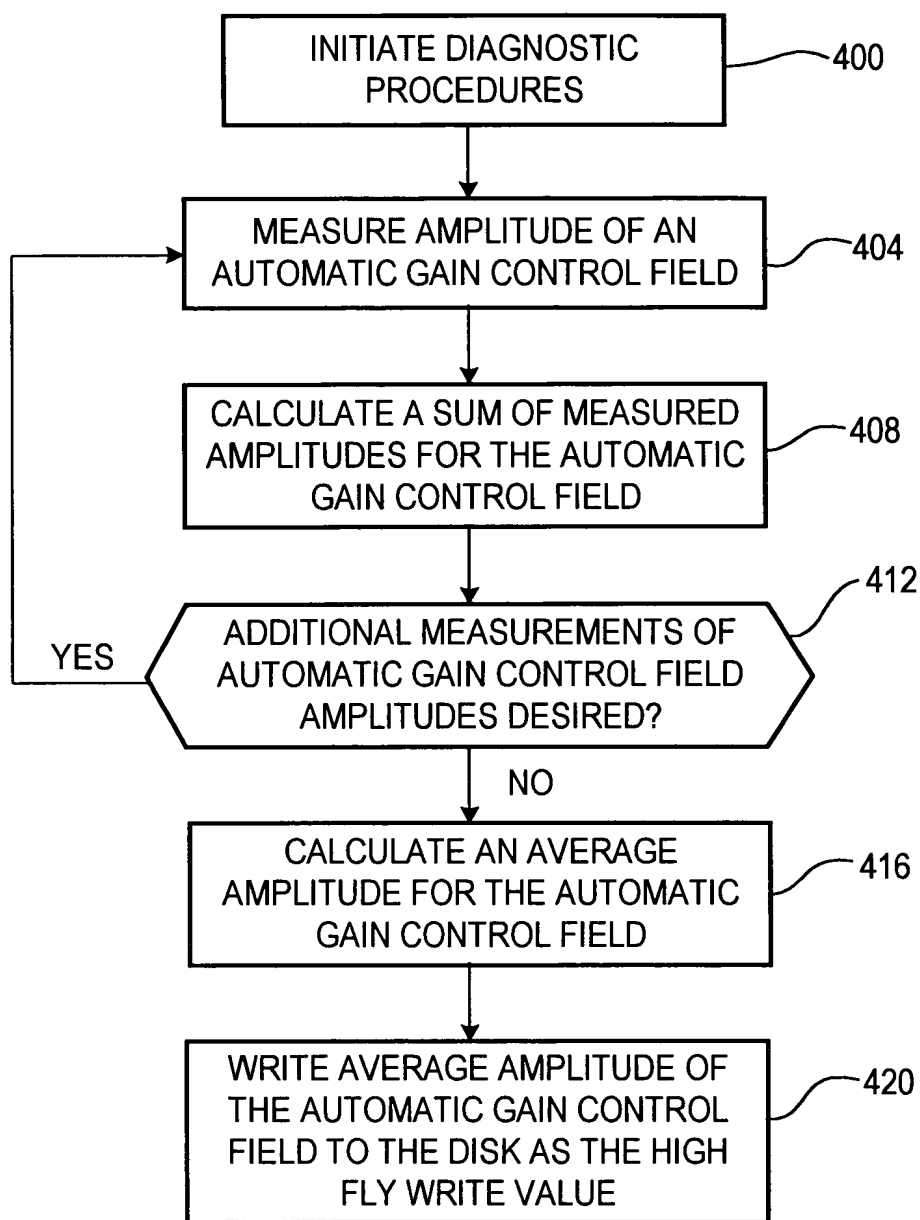 INITIATE DIAGNOSTIC
PROCEDURES
400
MEASURE AMPLITUDE OF AN
AUTOMATIC GAIN CONTROL FIELD
404
CALCULATE A SUM OF MEASURED
AMPLITUDES FOR THE AUTOMATIC
GAIN CONTROL FIELD
408
412
ADDITIONAL MEASUREMENTS OF
AUTOMATIC GAIN CONTROL FIELD
AMPLITUDES DESIRED?
YES
NO
CALCULATE AN AVERAGE
AMPLITUDE FOR THE AUTOMATIC
GAIN CONTROL FIELD
416
WRITE AVERAGE AMPLITUDE OF
THE AUTOMATIC GAIN CONTROL
FIELD TO THE DISK AS THE HIGH
FLY WRITE VALUE
420